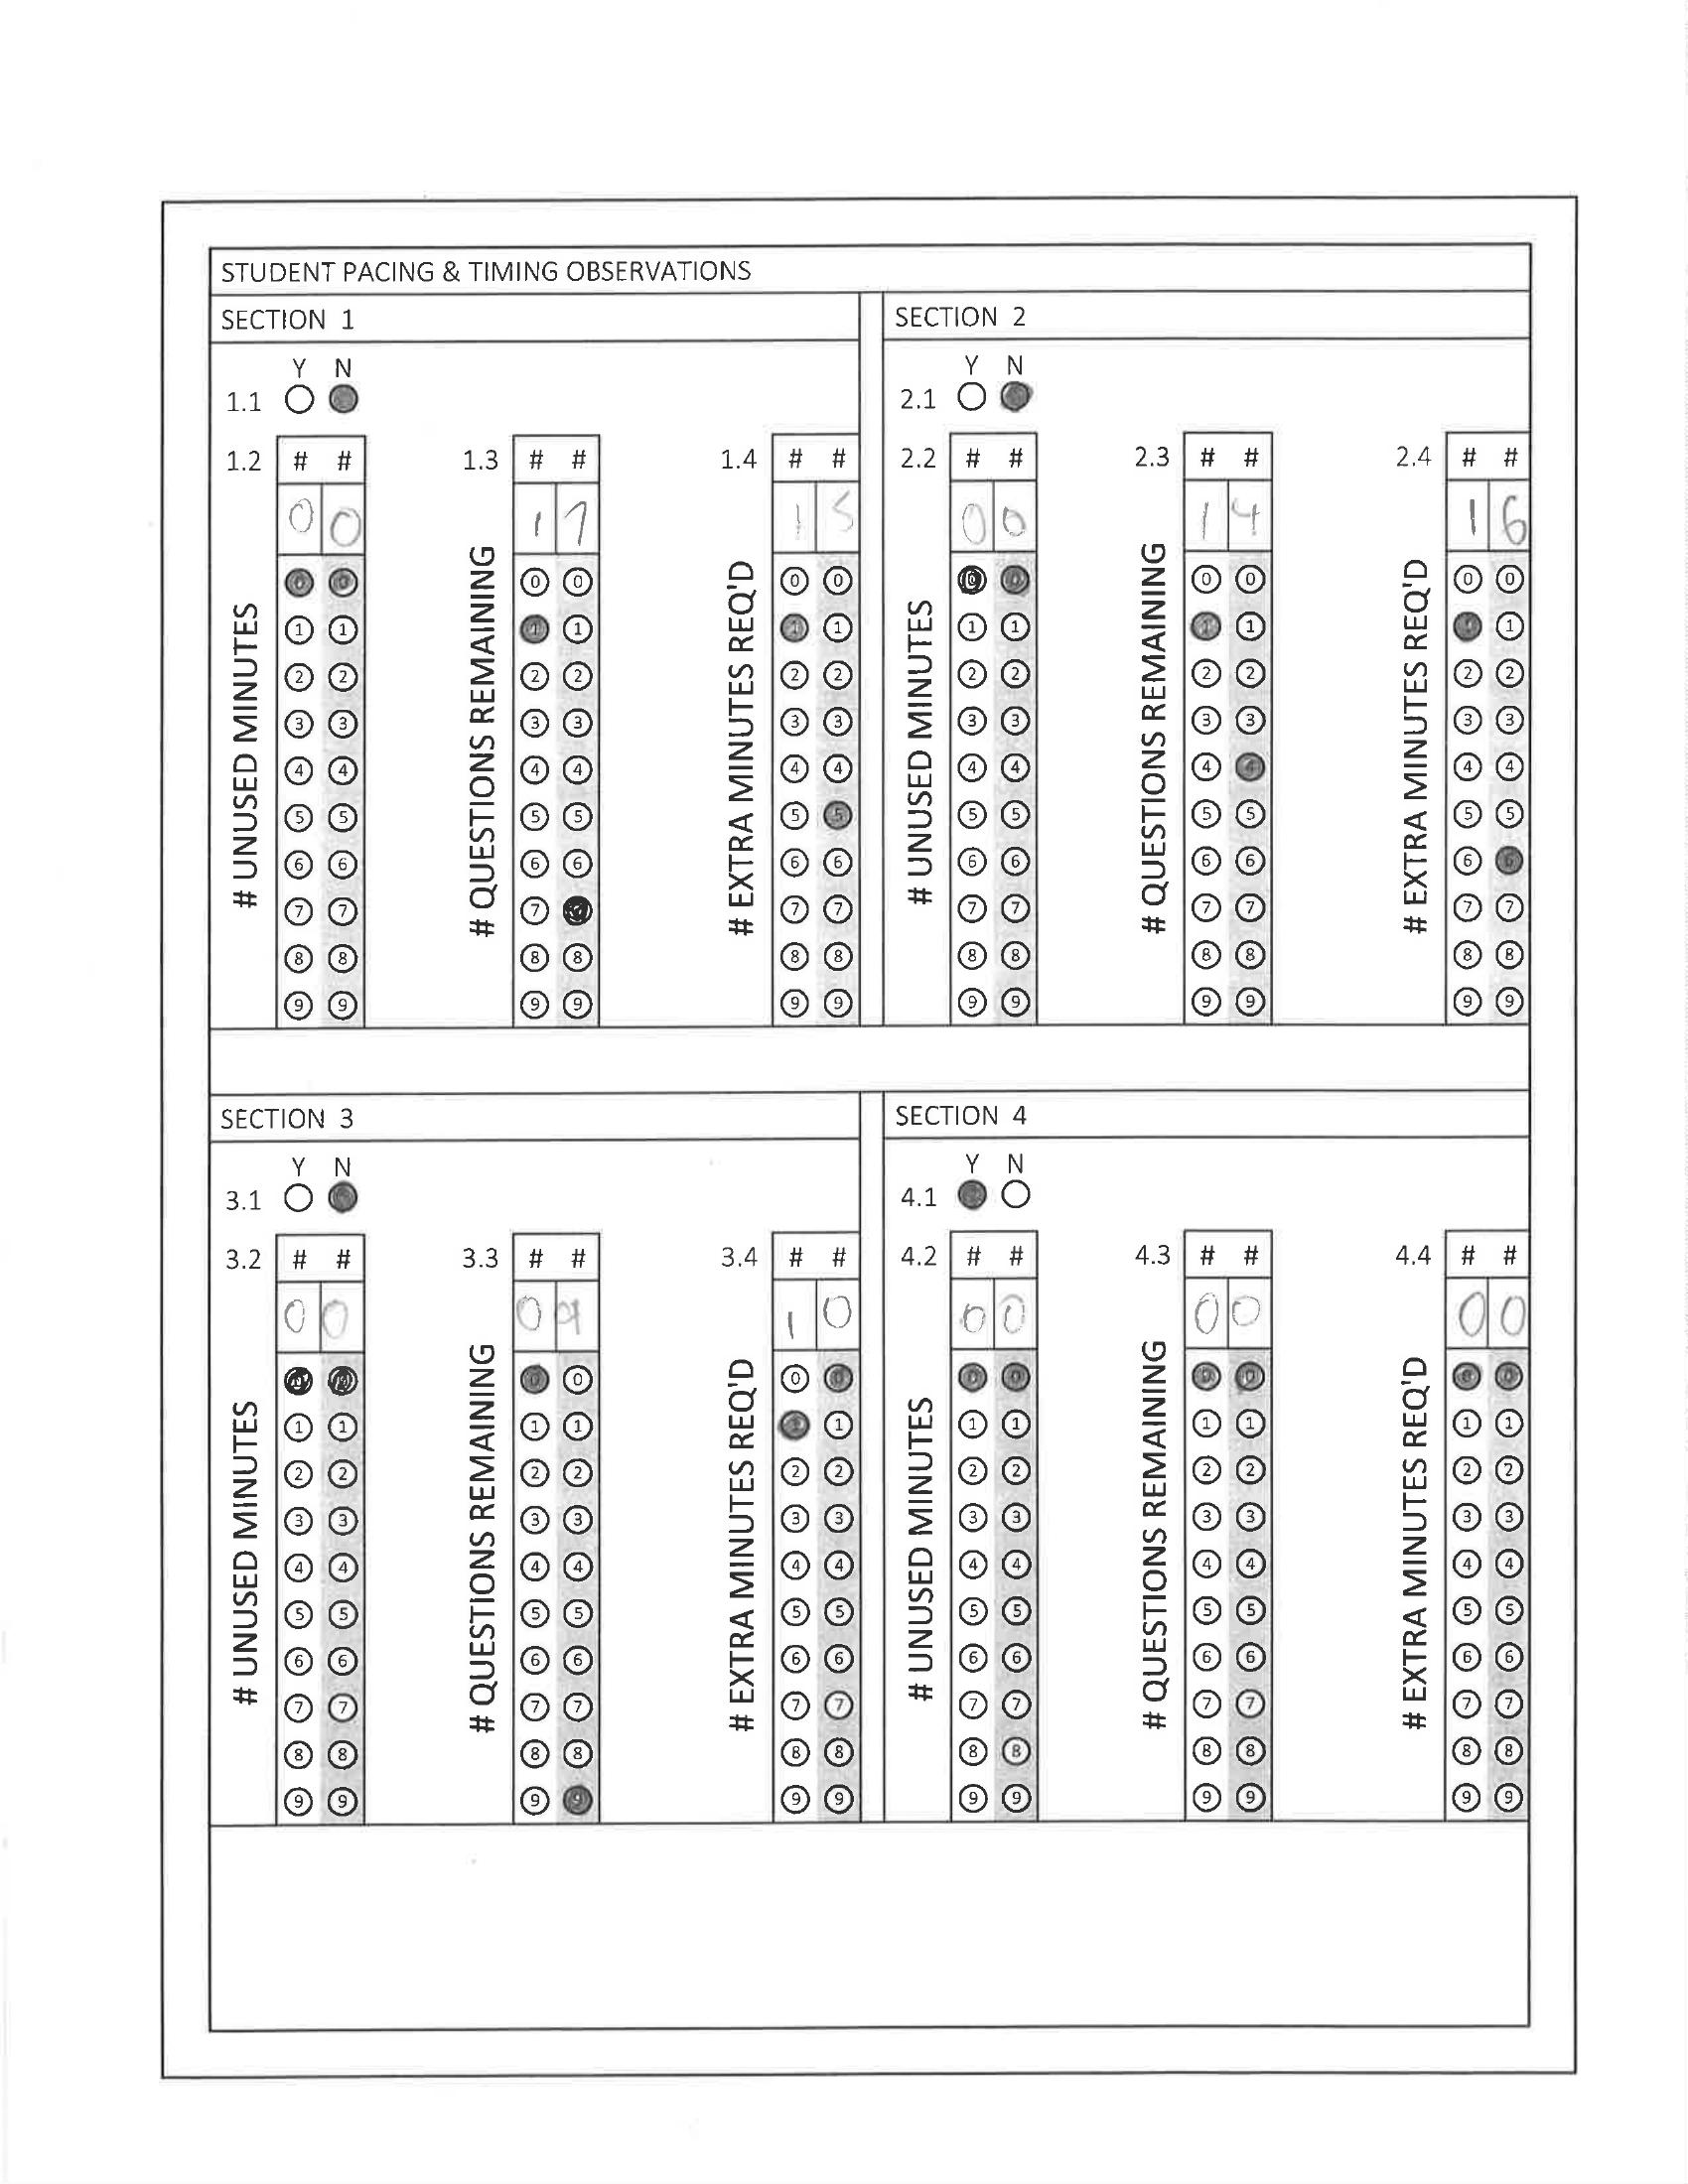 STUDENT PACING & TIMING OBSERVATIONS
SECTION 1
Y N
1.1
1.2 # # 1.3 # # 1.4 # #
0 0 1 7 1 5
# UNUSED MINUTES # QUESTIONS REMAINING # EXTRA MINUTES REQ'D
0 0 0 0 0 0
1 1 1 1 1 1
2 2 2 2 2 2
3 3 3 3 3 3
4 4 4 4 4 4
5 5 5 5 5 5
6 6 6 6 6 6
7 7 7 7 7
8 8 8 8 8 8
9 9 9 9 9 9
SECTION 2
Y N
2.1
2.2 # # 2.3 # # 2.4 # #
0 0 1 4 1 6
# UNUSED MINUTES # QUESTIONS REMAINING # EXTRA MINUTES REQ'D
0 0 0 0 0 0
1 1 1 1 1
2 2 2 2 2 2
3 3 3 3 3 3
4 4 4 4 4 4
5 5 5 5 5 5
6 6 6 6 6 6
7 7 7 7 7 7
8 8 8 8 8 8
9 9 9 9 9 9
SECTION 3
Y N
3.1
3.2 # # 3.3 # # 3.4 # #
0 0 0 9 1 0
# UNUSED MINUTES # QUESTIONS REMAINING # EXTRA MINUTES REQ'D
0 0 0 0
1 1 1 1 1
2 2 2 2 2 2
3 3 3 3 3 3
4 4 4 4 4 4
5 5 5 5 5 5
6 6 6 6 6 6
7 7 7 7 7 7
8 8 8 8 8 8
9 9 9 9 9 9
SECTION 4
Y N
4.1
4.2 # # 4.3 # # 4.4 # #
0 0 0 0 0 0
# UNUSED MINUTES # QUESTIONS REMAINING # EXTRA MINUTES REQ'D
0 0 0 0 0 0
1 1 1 1 1 1
2 2 2 2 2 2
3 3 3 3 3 3
4 4 4 4 4 4
5 5 5 5 5 5
6 6 6 6 6 6
7 7 7 7 7 7
8 8 8 8 8 8
9 9 9 9 9 9